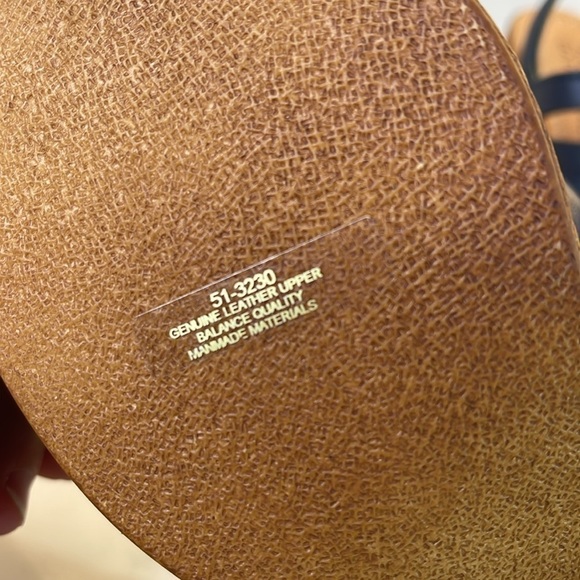 51-3230
GENUINE LEATHER UPPER
BALANCE QUALITY
MANMADE MATERIALS